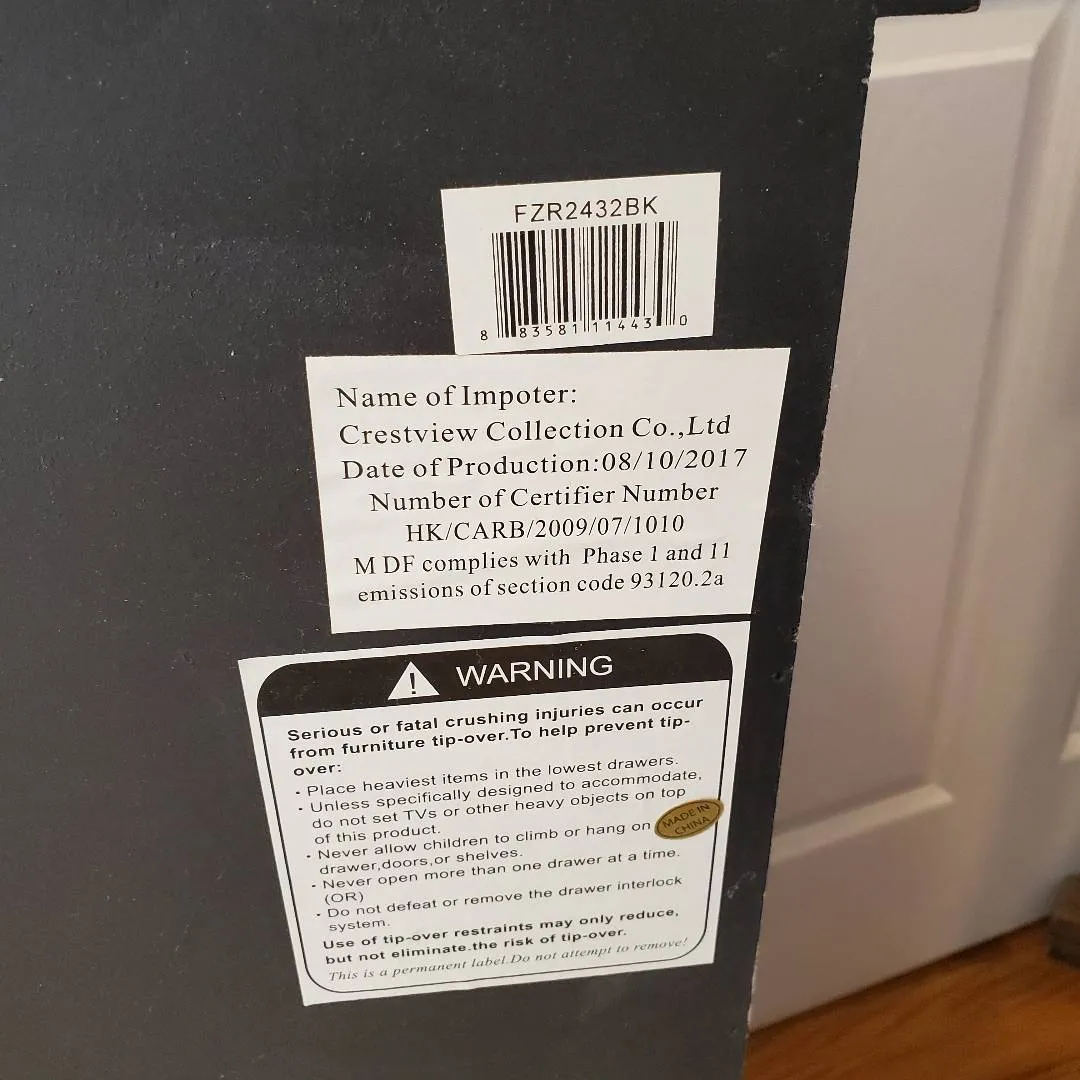 FZR2432BK
8 83581 11443 0
Name of Impoter:
Crestview Collection Co.,Ltd
Date of Production:08/10/2017
Number of Certifier Number
HK/CARB/2009/07/1010
M DF complies with Phase 1 and 11
emissions of section code 93120.2a
WARNING
Serious or fatal crushing injuries can occur
from furniture tip-over.To help prevent tip-
over:
· Place heaviest items in the lowest drawers.
· Unless specifically designed to accommodate,
do not set TVs or other heavy objects on top
of this product.
· Never allow children to climb or hang on
drawer,doors,or shelves.
· Never open more than one drawer at a time.
(OR)
· Do not defeat or remove the drawer interlock
system.
Use of tip-over restraints may only reduce,
but not eliminate.the risk of tip-over.
This is a permanent label.Do not attempt to remove!
MADE IN
CHINA